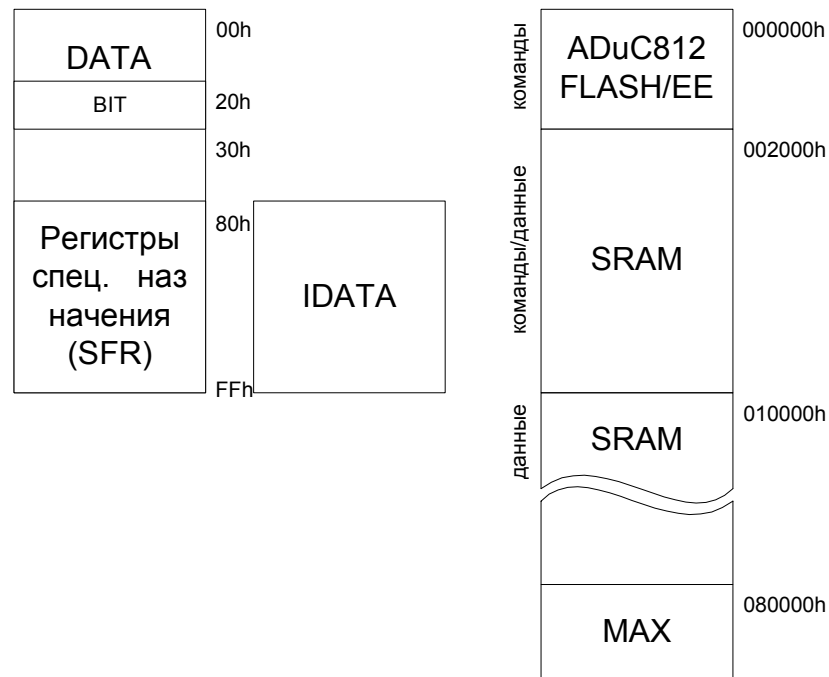 DATA
00h
BIT
20h
30h
80h
Регистры
спец. наз
начения
(SFR)
FFh
IDATA
команды
ADuC812
FLASH/EE
000000h
002000h
команды/данные
SRAM
010000h
данные
SRAM
080000h
MAX